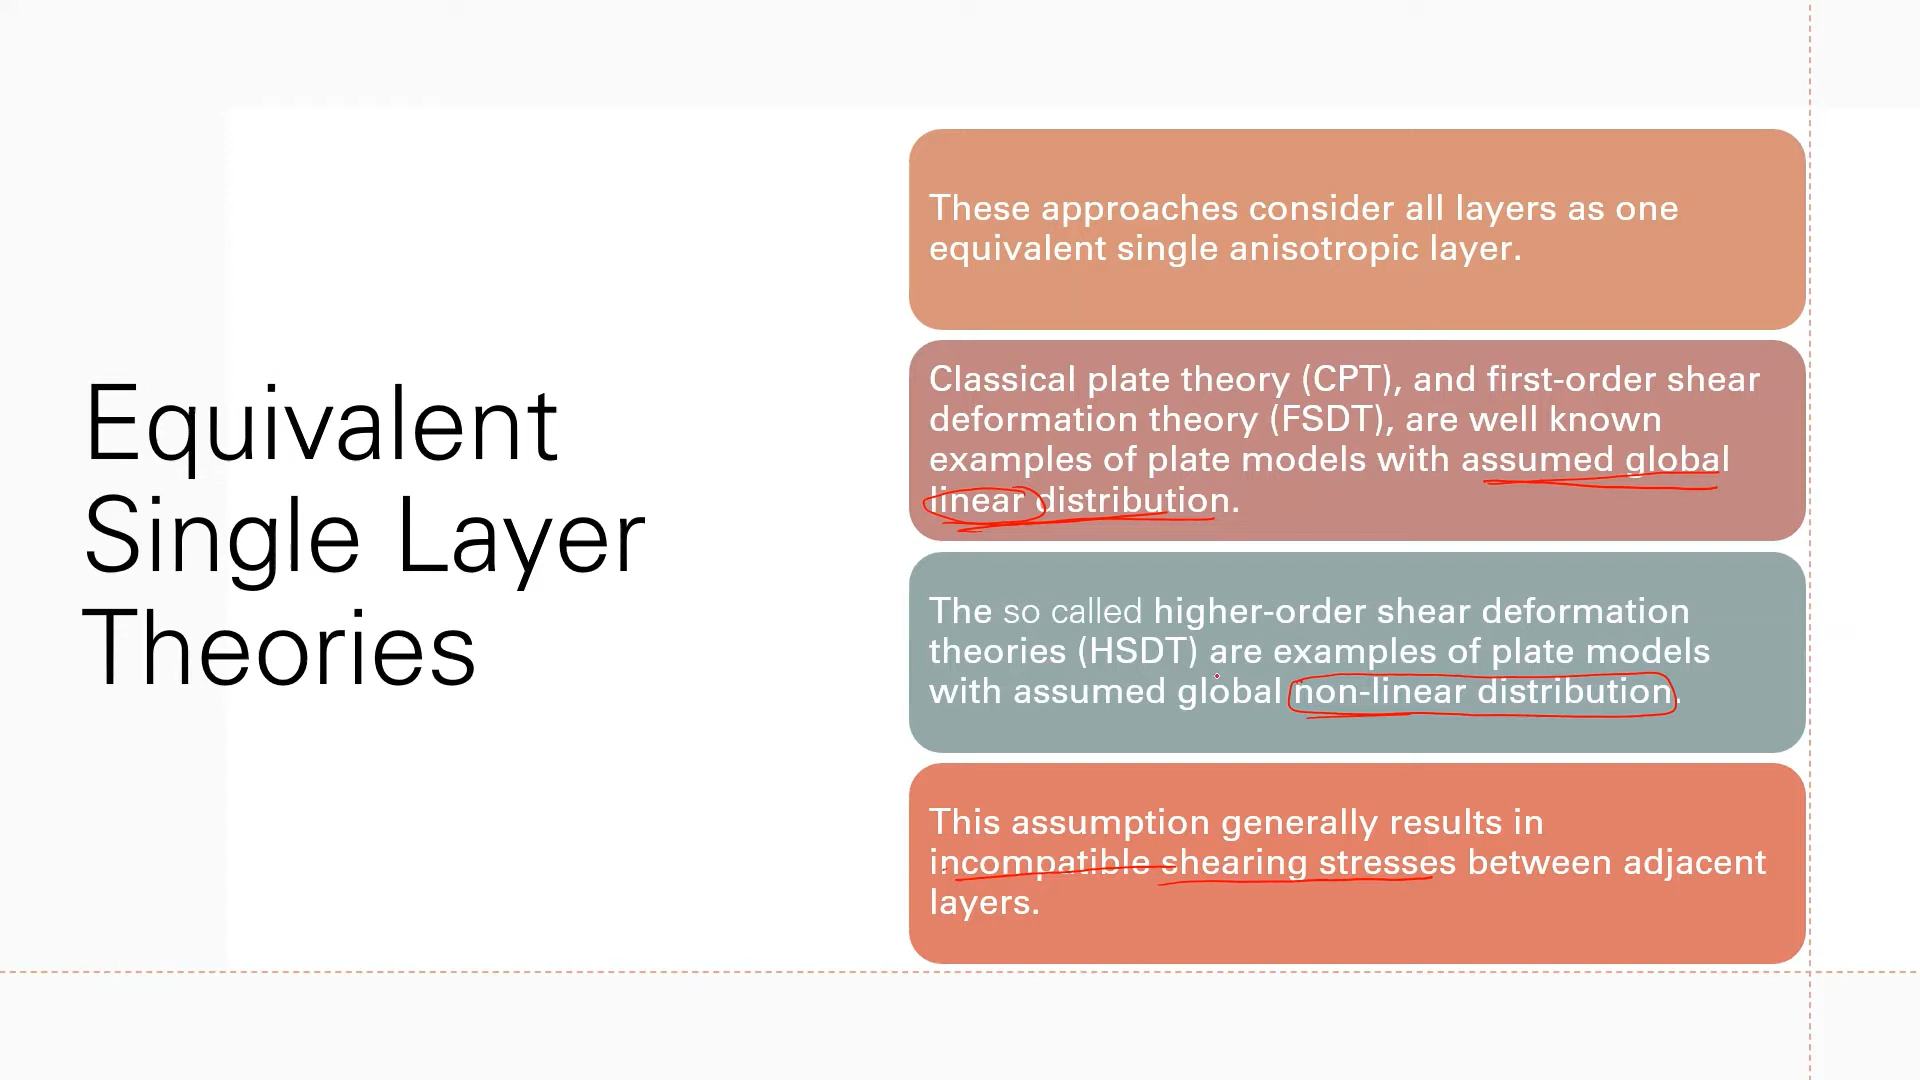 Equivalent
Single Layer
Theories
These approaches consider all layers as one
equivalent single anisotropic layer.
Classical plate theory (CPT), and first-order shear
deformation theory (FSDT), are well known
examples of plate models with assumed global
linear distribution.
The so called higher-order shear deformation
theories (HSDT) are examples of plate models
with assumed global non-linear distribution.
This assumption generally results in
incompatible shearing stresses between adjacent
layers.